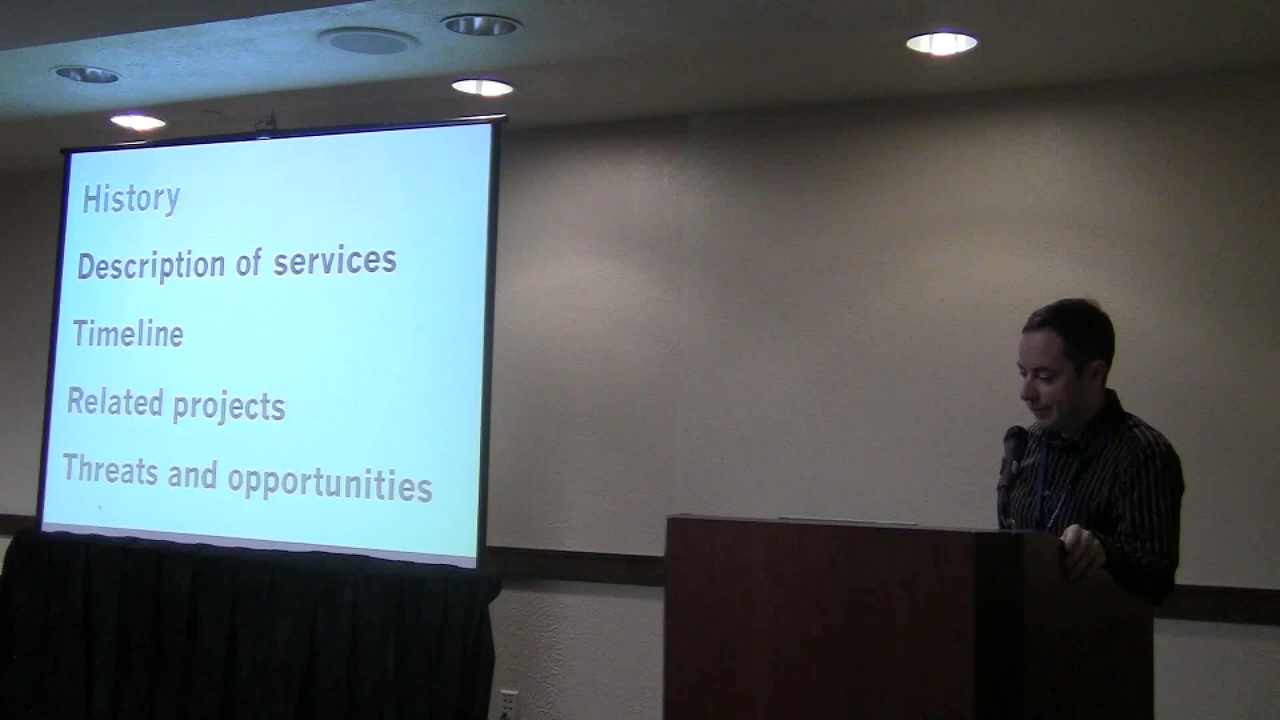 History
Description of services
Timeline
Related projects
Threats and opportunities